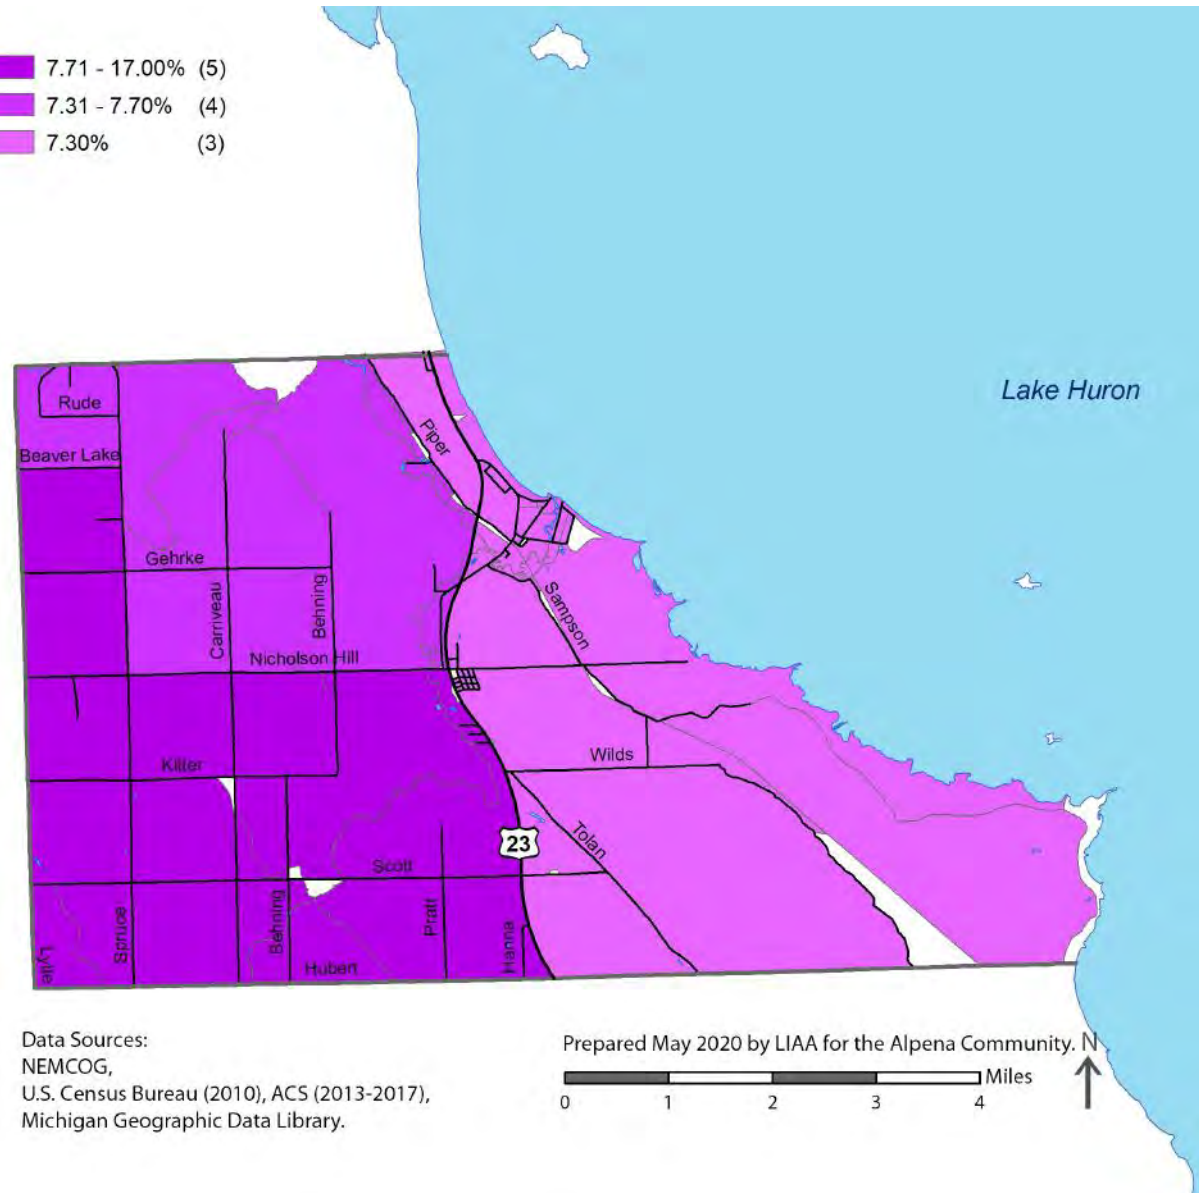 7.71 - 17.00% (5)
7.31 - 7.70% (4)
7.30% (3)
Lake Huron
Rude
Piper
Beaver Lake
Gehrke
Carriveau
Behning
Sampson
Nicholson Hill
Wilds
Killer
23
Tolan
Scott
Spruce
Behning
Pratt
Hanna
Lylle
Hubert
Data Sources:
NEMCOG,
U.S. Census Bureau (2010), ACS (2013-2017),
Michigan Geographic Data Library.
Prepared May 2020 by LIAA for the Alpena Community.
N
Miles
0 1 2 3 4